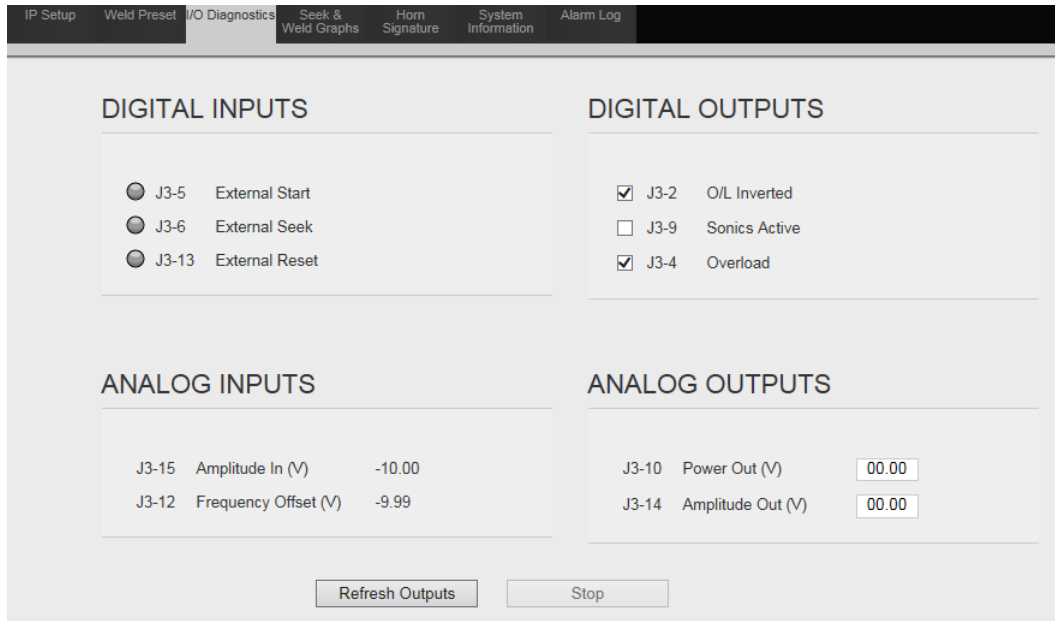 IP Setup
Weld Preset
I/O Diagnostics
Seek &
Weld Graphs
Horn
Signature
System
Information
Alarm Log
DIGITAL INPUTS
J3-5 External Start
J3-6 External Seek
J3-13 External Reset
DIGITAL OUTPUTS
J3-2 O/L Inverted
J3-9 Sonics Active
J3-4 Overload
ANALOG INPUTS
J3-15 Amplitude In (V) -10.00
J3-12 Frequency Offset (V) -9.99
ANALOG OUTPUTS
J3-10 Power Out (V) 00.00
J3-14 Amplitude Out (V) 00.00
Refresh Outputs
Stop